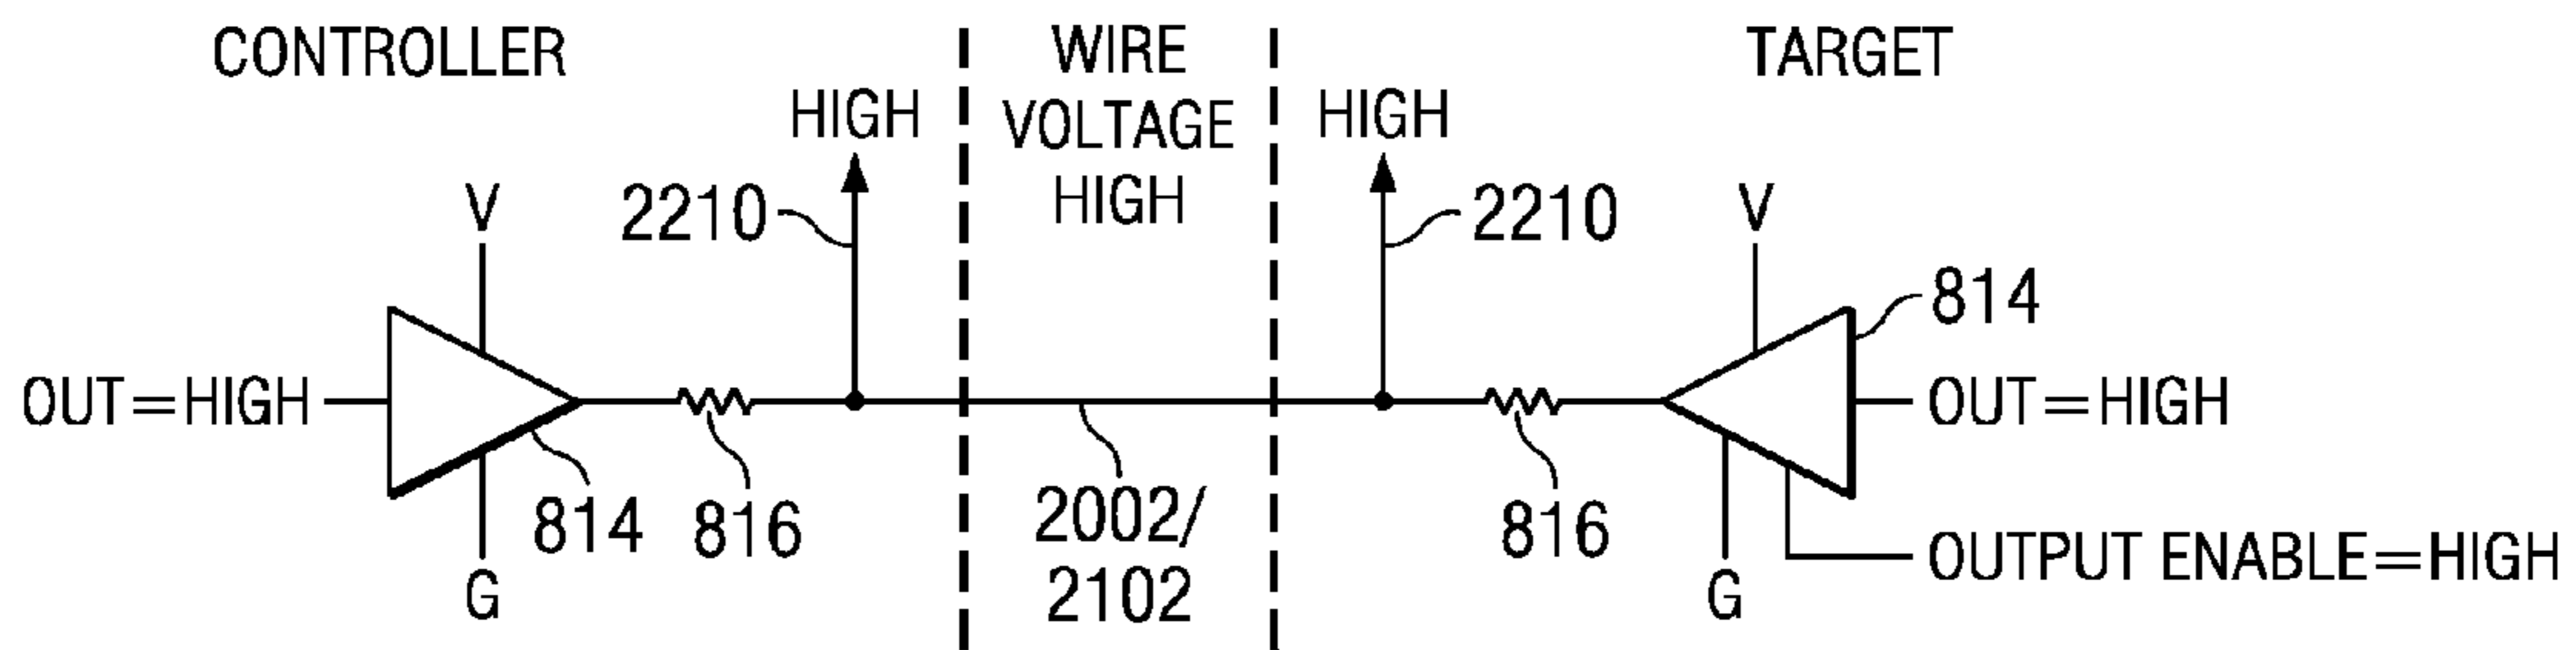 CONTROLLER
WIRE
VOLTAGE
HIGH
TARGET
HIGH
HIGH
V
2210
2210
V
814
OUT=HIGH
OUT=HIGH
814
816
2002/
2102
816
OUTPUT ENABLE=HIGH
G
G